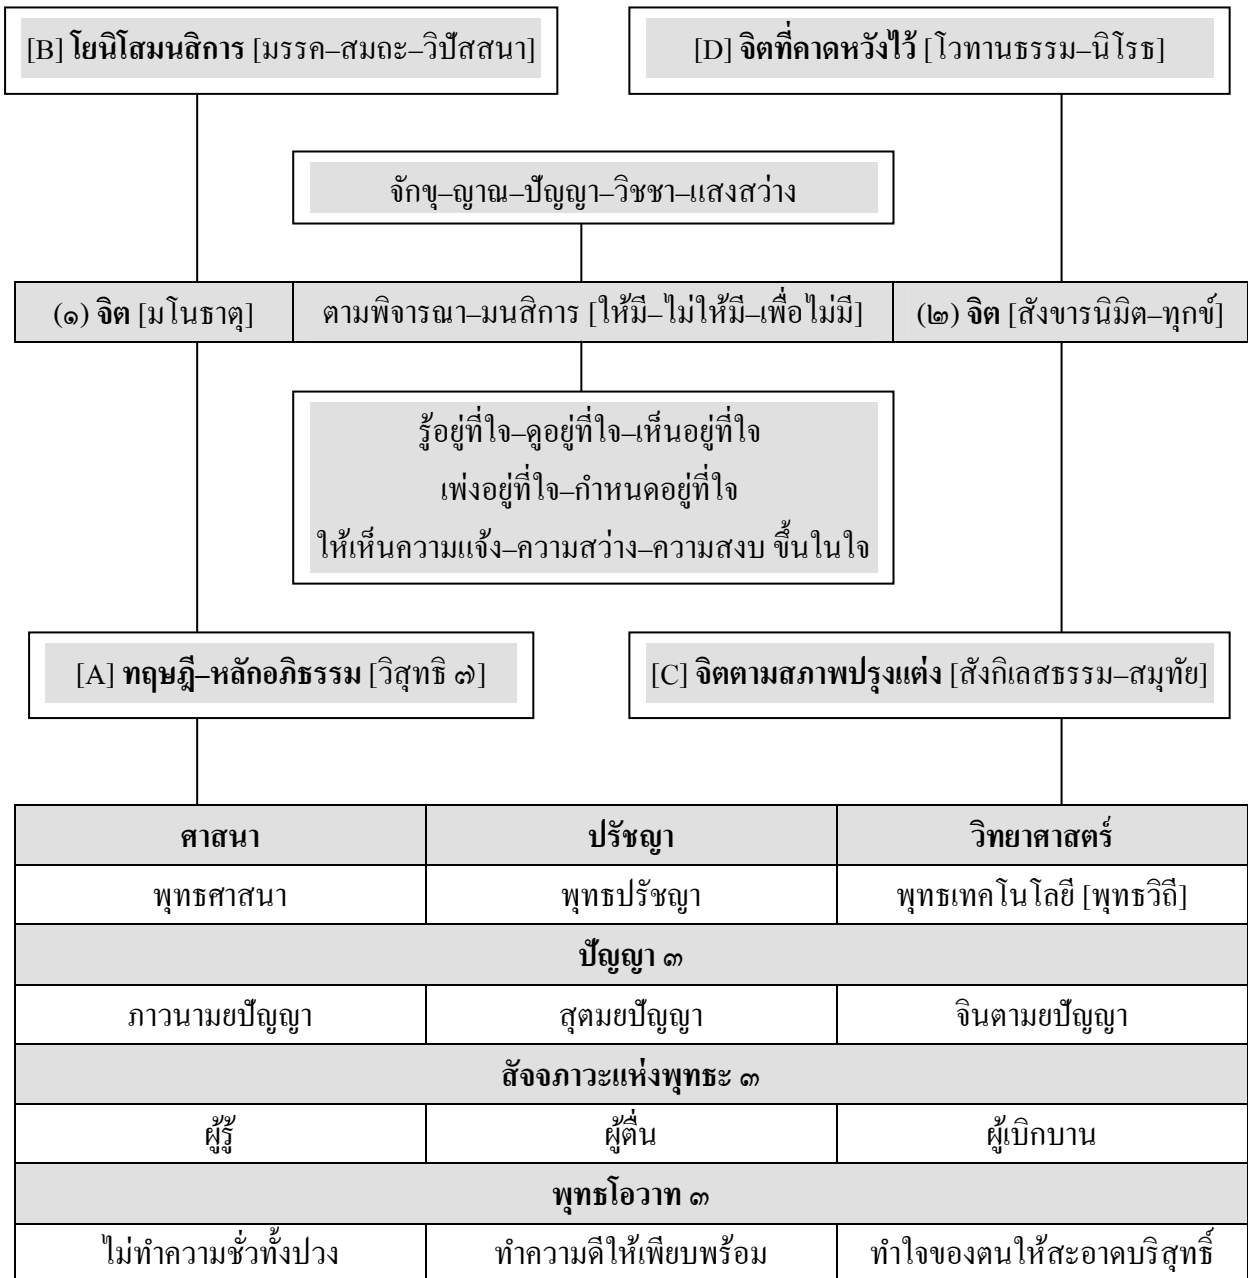 [B] โยนิโสมนสิการ [มรรค–สมถะ–วิปัสสนา]
[D] จิตที่คาดหวังไว้ [โวทานธรรม–นิโรธ]
จักขุ–ญาณ–ปัญญา–วิชชา–แสงสว่าง
(๑) จิต [มโนธาตุ]
ตามพิจารณา–มนสิการ [ให้มี–ไม่ให้มี–เพื่อไม่มี]
(๒) จิต [สังขารนิมิต–ทุกข์]
รู้อยู่ที่ใจ–ดูอยู่ที่ใจ–เห็นอยู่ที่ใจ
เพ่งอยู่ที่ใจ–กำหนดอยู่ที่ใจ
ให้เห็นความแจ้ง–ความสว่าง–ความสงบ ขึ้นในใจ
[A] ทฤษฎี–หลักอภิธรรม [วิสุทธิ ๗]
[C] จิตตามสภาพปรุงแต่ง [สังกิเลสธรรม–สมุทัย]
ศาสนา
ปรัชญา
วิทยาศาสตร์
พุทธศาสนา
พุทธปรัชญา
พุทธเทคโนโลยี [พุทธวิถี]
ปัญญา ๓
ภาวนามยปัญญา
สุตมยปัญญา
จินตามยปัญญา
สัจจภาวะแห่งพุทธะ ๓
ผู้รู้
ผู้ตื่น
ผู้เบิกบาน
พุทธโอวาท ๓
ไม่ทำความชั่วทั้งปวง
ทำความดีให้เพียบพร้อม
ทำใจของตนให้สะอาดบริสุทธิ์